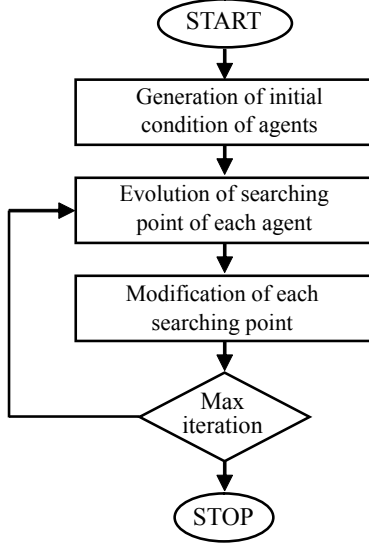 START
Generation of initial
condition of agents
Evolution of searching
point of each agent
Modification of each
searching point
Max
iteration
STOP